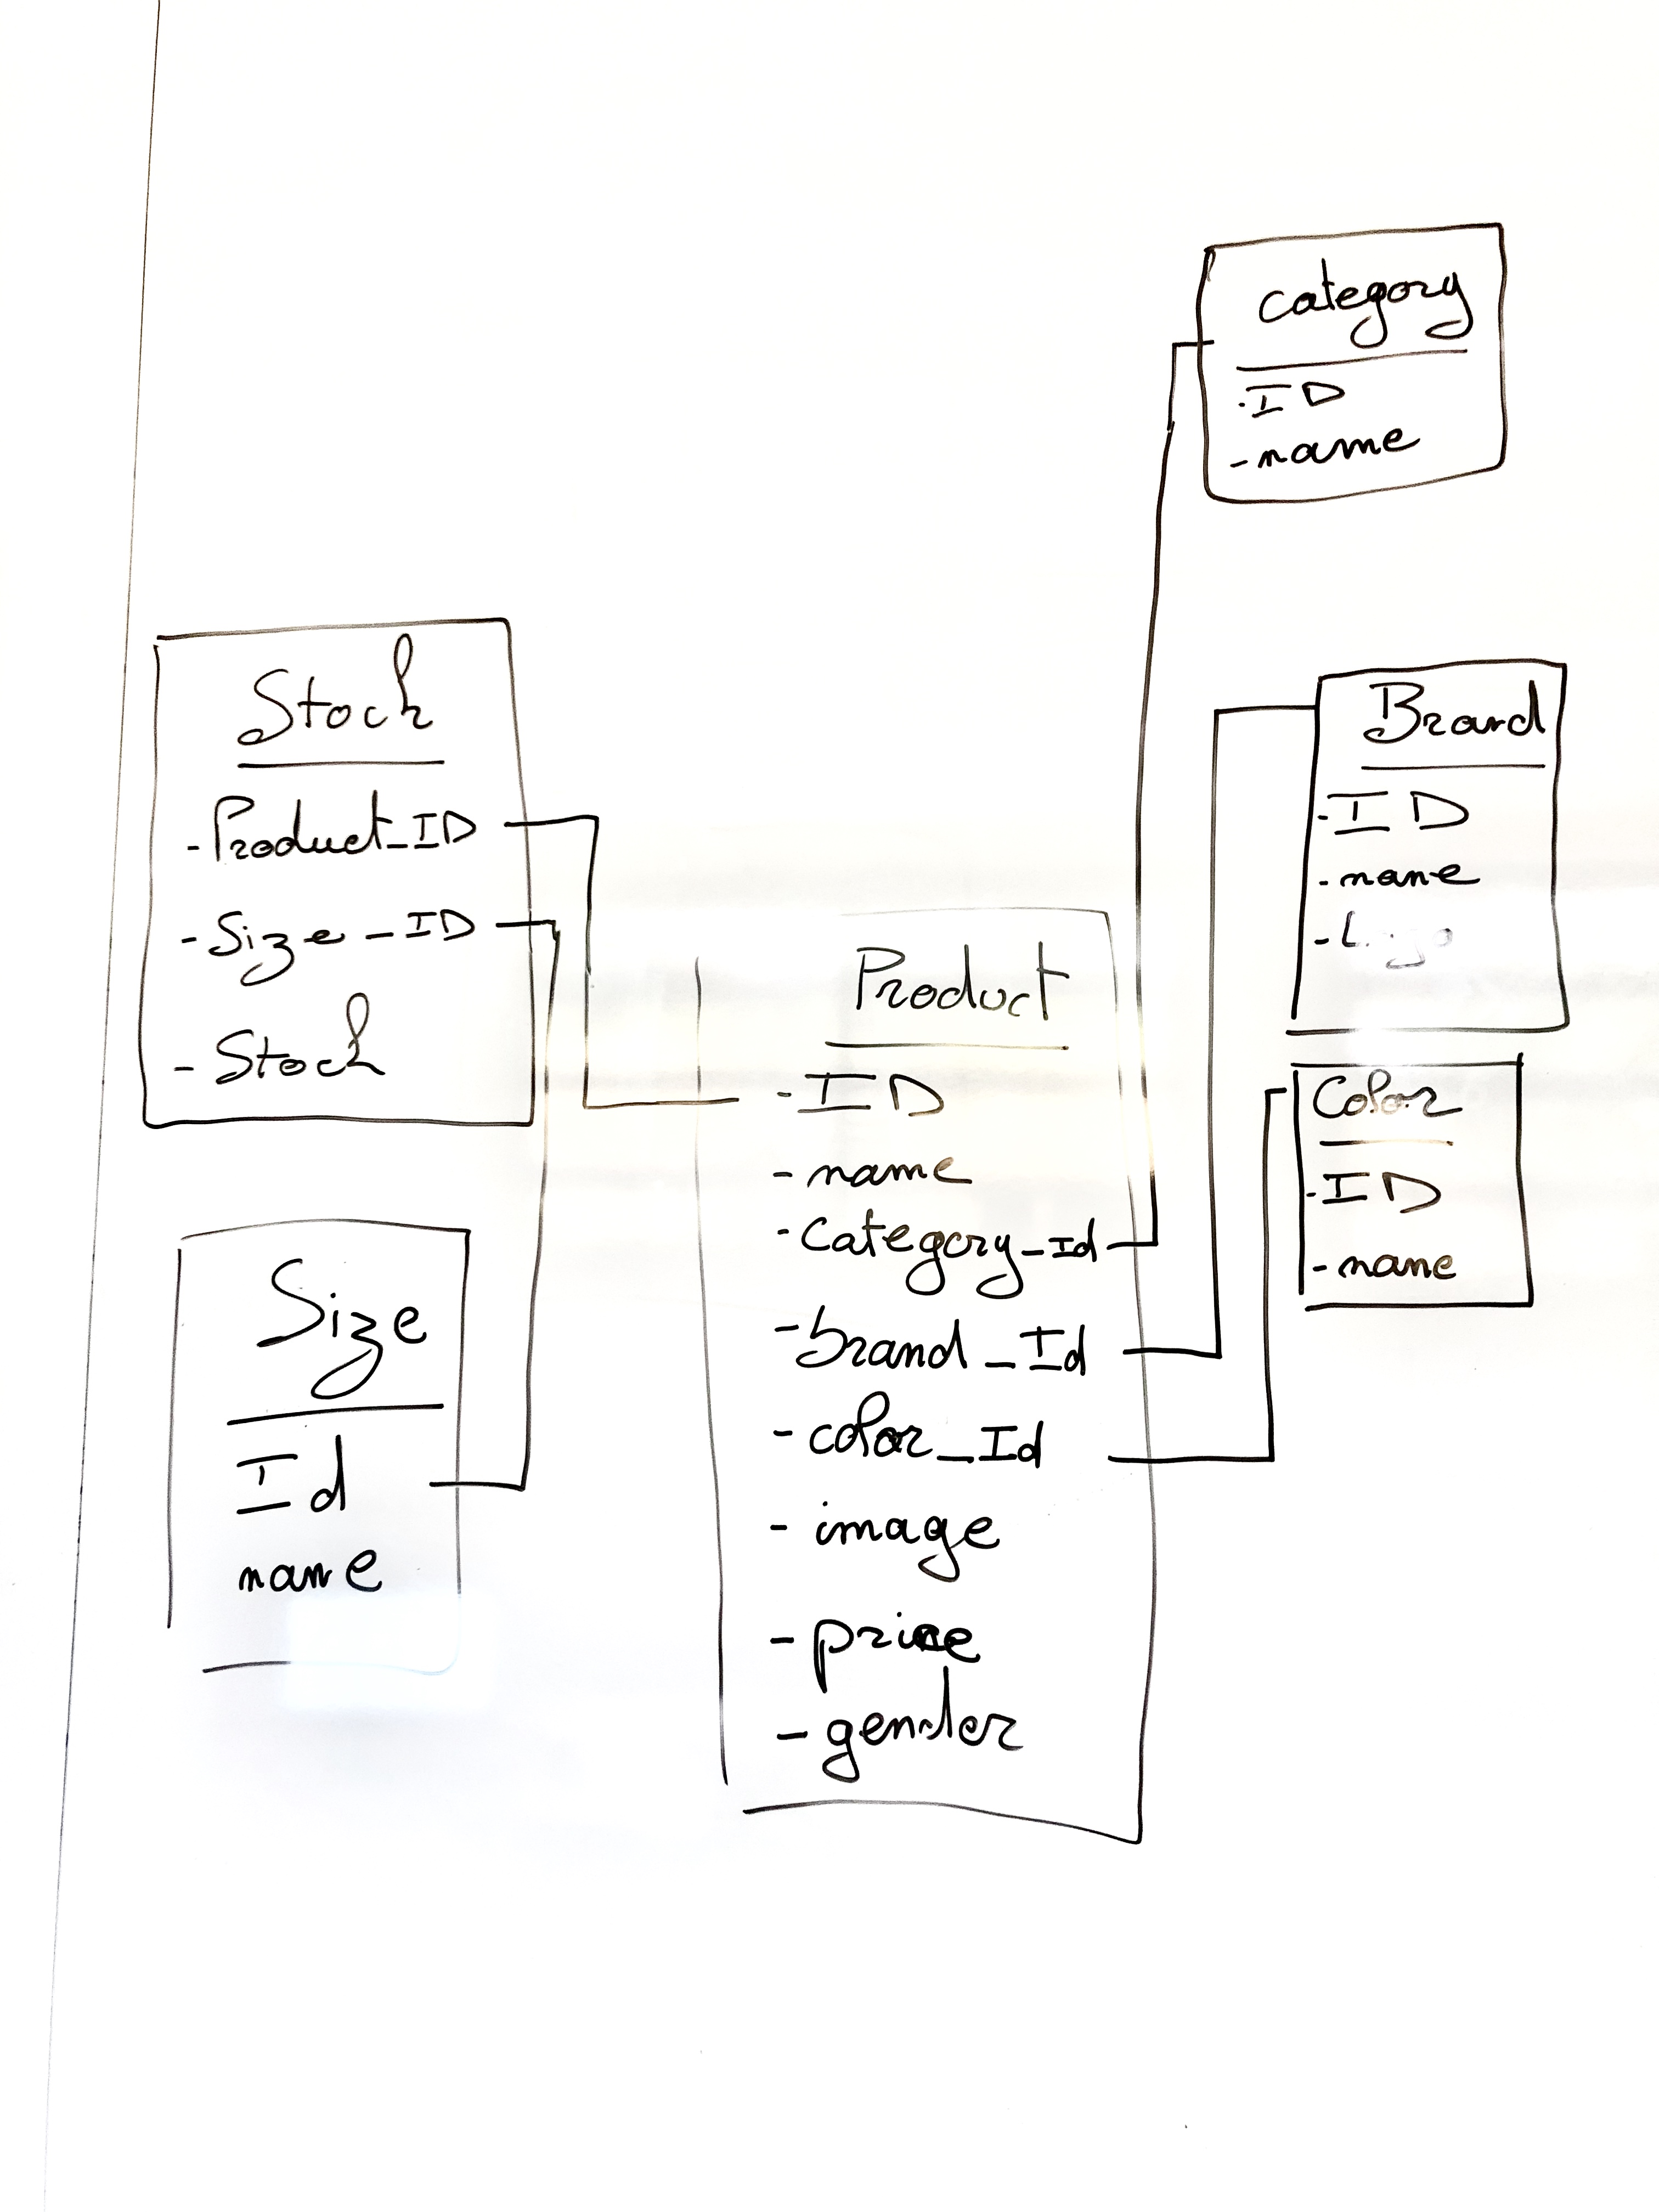 category
.ID
-name
Stock
-Product_ID
-Size_ID
-Stock
Brand
-ID
-name
-Logo
Product
-ID
-name
-Category_Id
-brand_Id
-color_Id
-image
-price
-gender
Color
-ID
-name
Size
Id
name